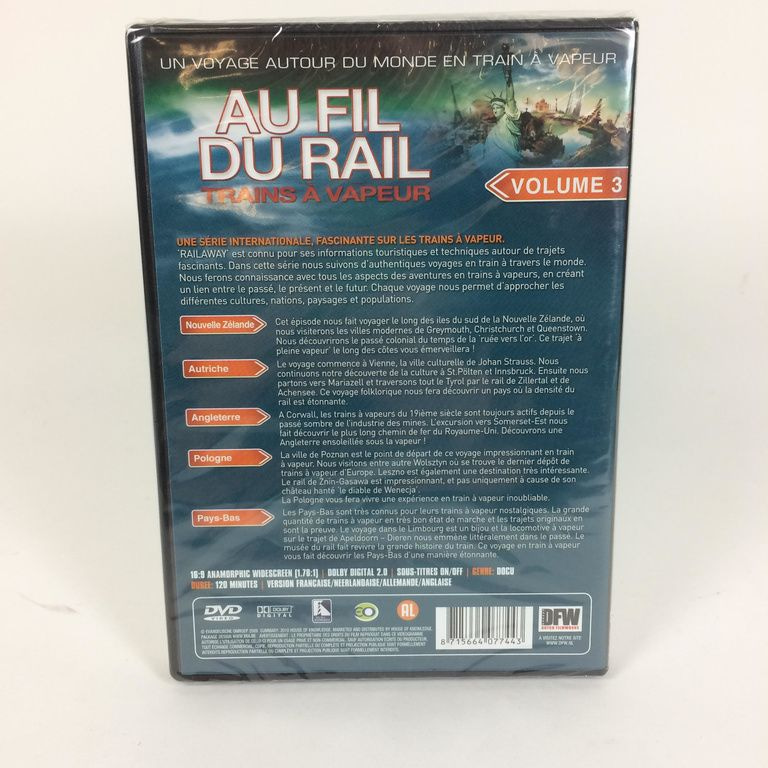 UN VOYAGE AUTOUR DU MONDE EN TRAIN À VAPEUR
AU FIL
DU RAIL
TRAINS À VAPEUR
VOLUME 3
UNE SÉRIE INTERNATIONALE, FASCINANTE SUR LES TRAINS À VAPEUR.
'RAILAWAY' est connu pour ses informations touristiques et techniques autour de trajets
fascinants. Dans cette série nous suivons d'authentiques voyages en train à travers le monde.
Nous ferons connaissance avec tous les aspects des aventures en trains à vapeurs, en créant
un lien entre le passé, le présent et le futur. Chaque voyage nous permet d'approcher les
différentes cultures, nations, paysages et populations.
Nouvelle Zélande
Cet épisode nous fait voyager le long des iles du sud de la Nouvelle Zélande, où
nous visiterons les villes modernes de Greymouth, Christchurch et Queenstown.
Nous découvrirons le passé colonial du temps de la 'ruée vers l'or'. Ce trajet 'à
pleine vapeur' le long des côtes vous émerveillera !
Autriche
Le voyage commence à Vienne, la ville culturelle de Johan Strauss. Nous
continuons notre découverte de la culture à St.Pölten et Innsbruck. Ensuite nous
partons vers Mariazell et traversons tout le Tyrol par le rail de Zillertal et de
Achensee. Ce voyage folklorique nous fera découvrir un pays où la densité du
rail est étonnante.
Angleterre
A Corwall, les trains à vapeurs du 19ième siècle sont toujours actifs depuis le
passé sombre de l'industrie des mines. L'excursion vers Somerset-Est nous
fait découvrir le plus long chemin de fer du Royaume-Uni. Découvrons une
Angleterre ensoleillée sous la vapeur !
Pologne
La ville de Poznan est le point de départ de ce voyage impressionnant en train
à vapeur. Nous visitons entre autre Wolsztyn où se trouve le dernier dépôt de
trains à vapeur d'Europe. Leszno est également une destination très intéressante.
Le rail de Znin-Gasawa est impressionnant, et pas uniquement à cause de son
château hanté 'le diable de Wenecja'.
La Pologne vous fera vivre une expérience en train à vapeur inoubliable.
Pays-Bas
Les Pays-Bas sont très connus pour leurs trains à vapeur nostalgiques. La grande
quantité de trains à vapeur en très bon état de marche et les trajets originaux en
sont la preuve. Le voyage dans le Limbourg est un bijou et la locomotive à vapeur
sur le trajet de Apeldoorn – Dieren nous emmène littéralement dans le passé. Le
musée du rail fait revivre la grande histoire du train. Ce voyage en train à vapeur
vous fait découvrir les Pays-Bas d'une manière étonnante.
16:9 ANAMORPHIC WIDESCREEN [1.78:1] | DOLBY DIGITAL 2.0 | SOUS-TITRES ON/OFF | GENRE: DOCU
DURÉE: 120 MINUTES | VERSION FRANÇAISE/NEERLANDAISE/ALLEMANDE/ANGLAISE
DVD
VIDEO
DOLBY
DIGITAL
EO
AL
8 715664 077443
DFW
DUTCH FILMWORKS
A VISITEZ NOTRE SITE
WWW.DFW.NL